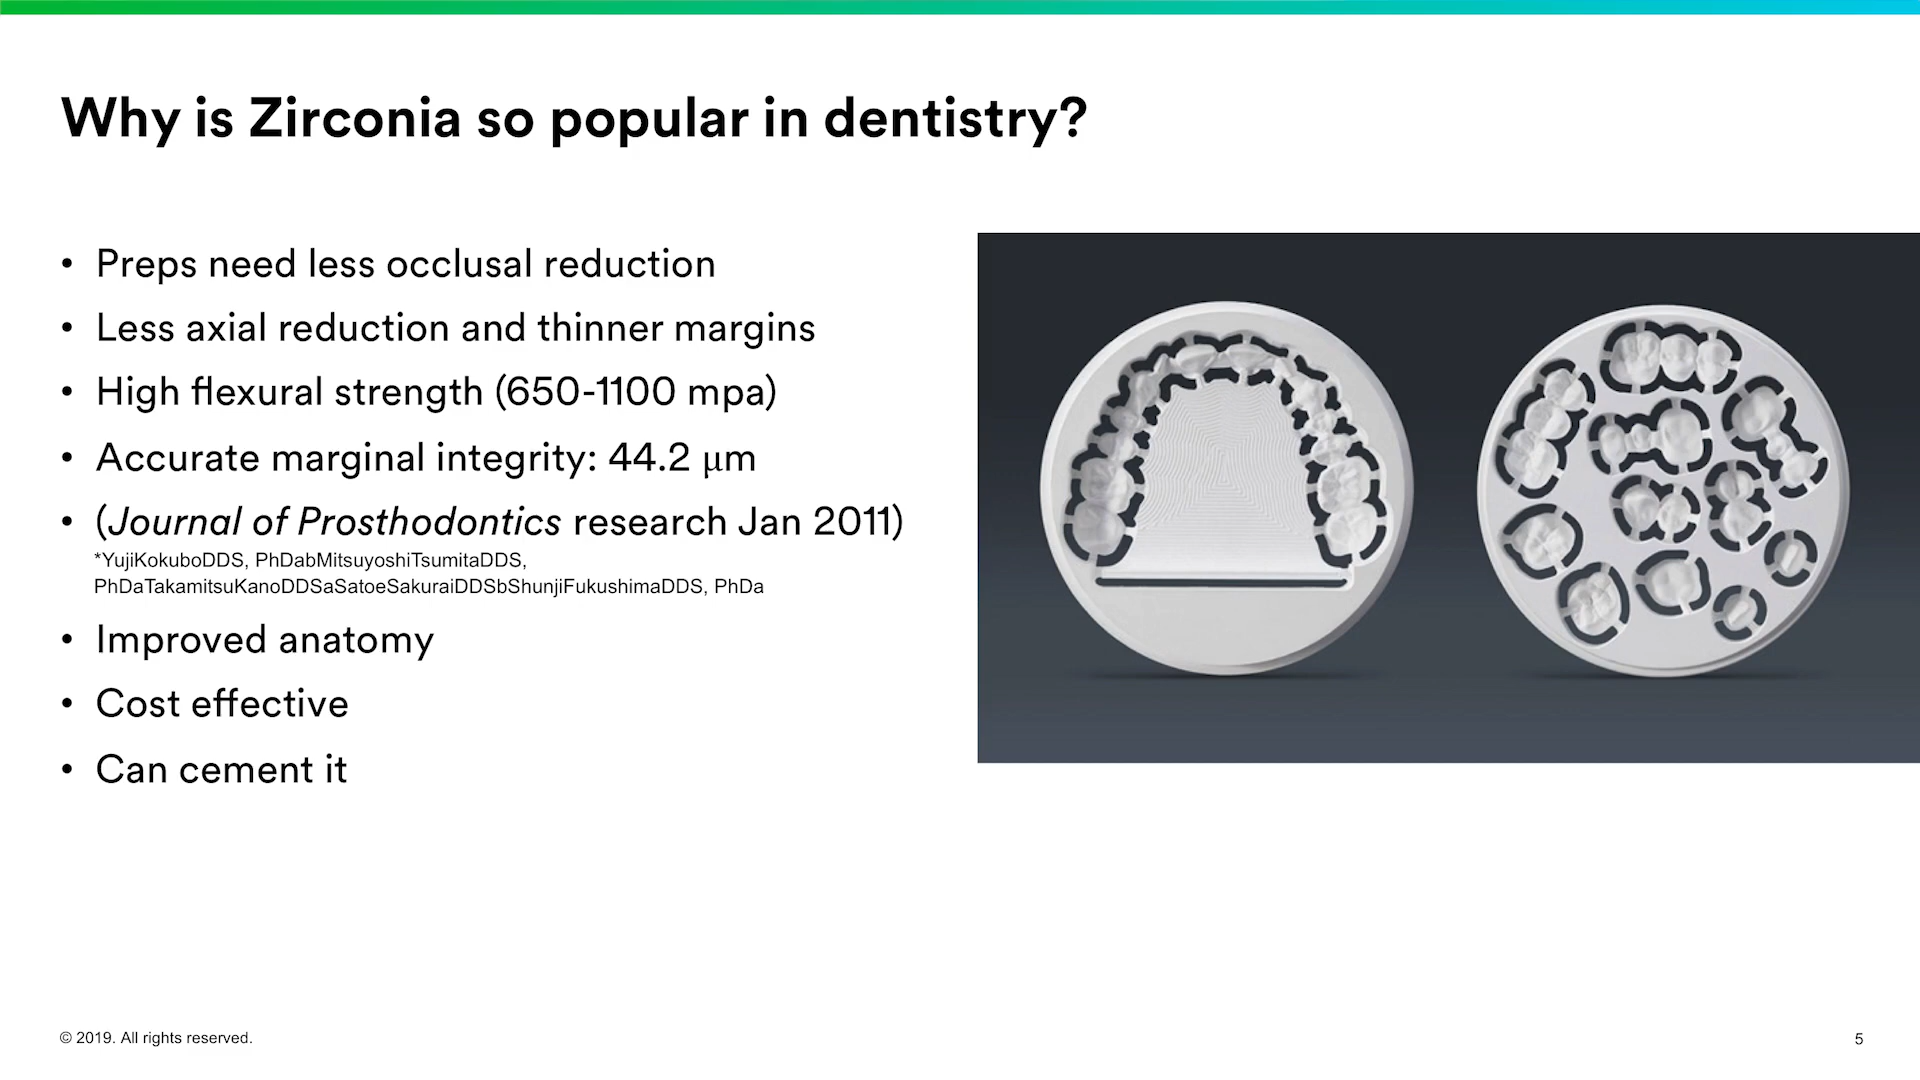 Why is Zirconia so popular in dentistry?
• Preps need less occlusal reduction
• Less axial reduction and thinner margins
• High flexural strength (650-1100 mpa)
• Accurate marginal integrity: 44.2 μm
• (Journal of Prosthodontics research Jan 2011)
*YujiKokuboDDS, PhDabMitsuyoshiTsumitaDDS,
PhDaTakamitsuKanoDDSaSatoeSakuraiDDSbShunjiFukushimaDDS, PhDa
• Improved anatomy
• Cost effective
• Can cement it
© 2019. All rights reserved.
5